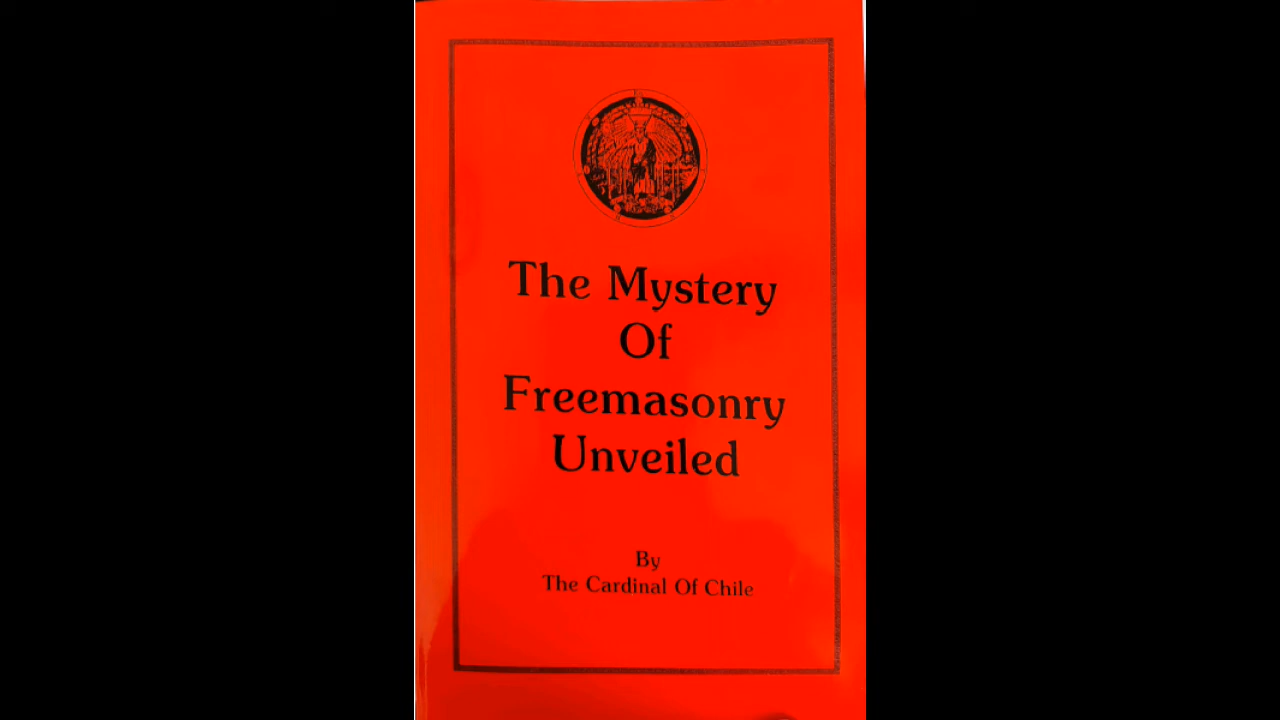 The Mystery
Of
Freemasonry
Unveiled
By
The Cardinal Of Chile